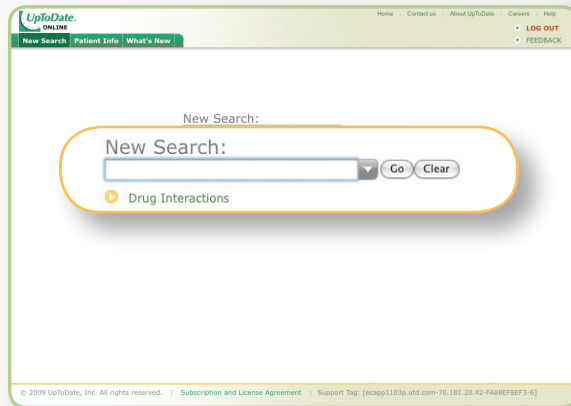 UpToDate.
ONLINE
Home | Contact us | About UpToDate | Careers | Help
LOG OUT
FEEDBACK
New Search Patient Info What's New
New Search:
New Search:
Go Clear
Drug Interactions
© 2009 UpToDate, Inc. All rights reserved. | Subscription and License Agreement | Support Tag: [ecapp1103p.utd.com-70.181.20.42-FA88EF8EF3-6]